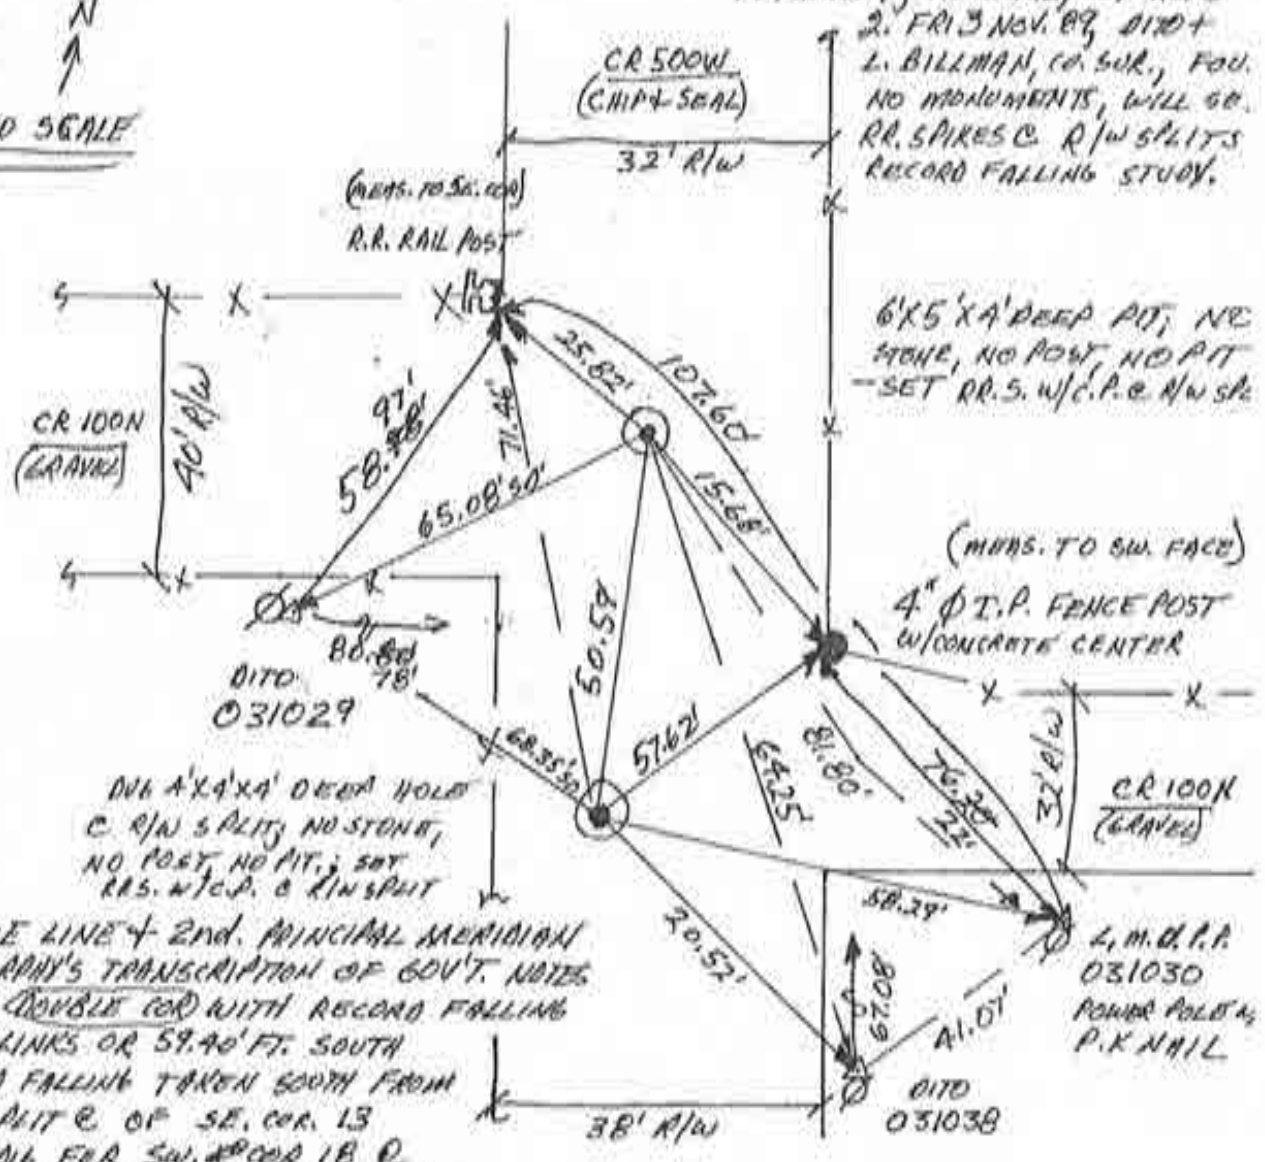 N
2. FRI 3 NOV. 89, DITO +
L. BILLMAN, CO. SUR., FOU.
NO MONUMENTS, WILL SE.
RR. SPIKES @ R/W SPLITS
RECORD FALLING STUDY.
SCALE
CR 500W
(CHIP & SEAL)
32' R/W
(MEAS. TO SE. COR)
R.R. RAIL POST
X
X
X
X
6'X5'X4' DEEP PIT, NO
STONE, NO POST, NO PIT
-SET RR.S. W/C.P. @ R/W SPL
CR 100N
(GRAVEL)
40' R/W
25.82'
107.60'
97'
58.
71.46'
65.08'
15.68'
(MEAS. TO SW. FACE)
4" Ø I.P. FENCE POST
W/CONCRETE CENTER
X
X
X
X
80.
78'
DITO
031029
50.59
57.62'
68.35'
64.25
81.80'
76.
22'
32' R/W
CR 100N
(GRAVEL)
DUG 4'X4'X4' DEEP HOLE
@ R/W SPLIT; NO STONE,
NO POST, NO PIT.; SET
RRS. W/C.P. @ R/W SPLIT
58.29'
20.52'
67.08'
41.07'
L.M.Ø.P.P.
031030
POWER POLE
P.K NAIL
DITO
031038
38' R/W
E LINE & 2nd. PRINCIPAL MERIDIAN
TRANSCRIPTION OF GOV'T. NOTES
(DOUBLE COR) WITH RECORD FALLING
LINKS OR 59.40' FT. SOUTH
FALLING TAKEN SOUTH FROM
@ OF SE. COR. 13
FOR SW. COR 18